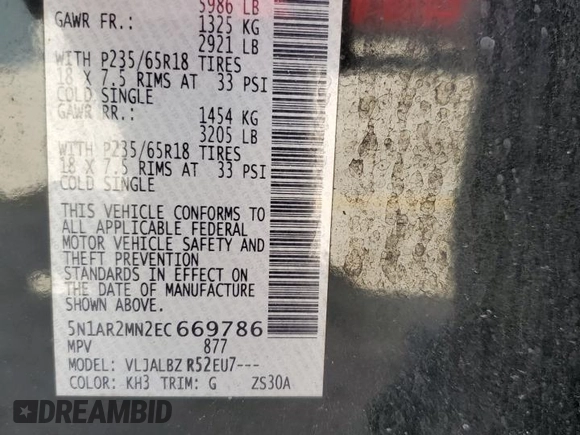 5986 LB
GAWR FR.: 1325 KG
2921 LB
WITH P235/65R18 TIRES
18 X 7.5 RIMS AT 33 PSI
COLD SINGLE
GAWR RR.: 1454 KG
3205 LB
WITH P235/65R18 TIRES
18 X 7.5 RIMS AT 33 PSI
COLD SINGLE
THIS VEHICLE CONFORMS TO
ALL APPLICABLE FEDERAL
MOTOR VEHICLE SAFETY AND
THEFT PREVENTION
STANDARDS IN EFFECT ON
THE DATE OF MANUFACTURE
SHOWN ABOVE.
5N1AR2MN2EC669786
MPV 877
MODEL: VLJALBZ R52EU7---
COLOR: KH3 TRIM: G ZS30A
DREAMBID